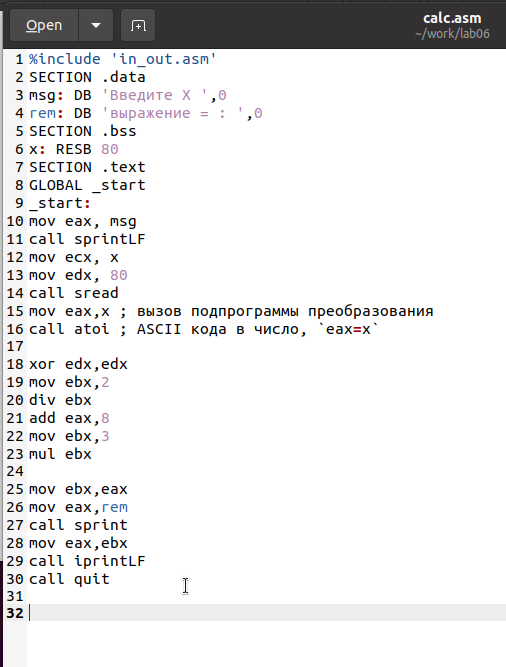 Open
calc.asm
~/work/lab06
1 %include 'in_out.asm'
2 SECTION .data
3 msg: DB 'Введите X ',0
4 rem: DB 'выражение = : ',0
5 SECTION .bss
6 x: RESB 80
7 SECTION .text
8 GLOBAL _start
9 _start:
10 mov eax, msg
11 call sprintLF
12 mov ecx, x
13 mov edx, 80
14 call sread
15 mov eax,x ; вызов подпрограммы преобразования
16 call atoi ; ASCII кода в число, `eax=x`
17
18 xor edx,edx
19 mov ebx,2
20 div ebx
21 add eax,8
22 mov ebx,3
23 mul ebx
24
25 mov ebx,eax
26 mov eax,rem
27 call sprint
28 mov eax,ebx
29 call iprintLF
30 call quit
31
32